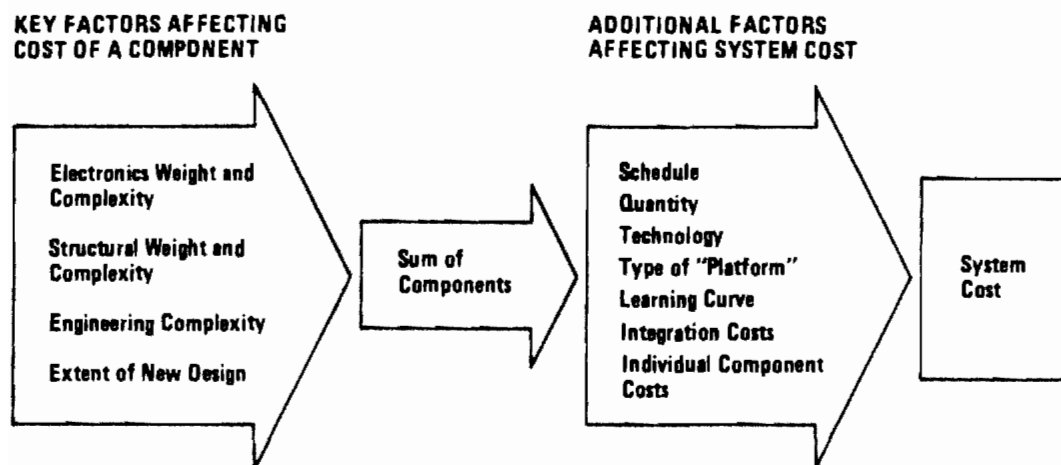 KEY FACTORS AFFECTING
COST OF A COMPONENT
Electronics Weight and
Complexity
Structural Weight and
Complexity
Engineering Complexity
Extent of New Design
Sum of
Components
ADDITIONAL FACTORS
AFFECTING SYSTEM COST
Schedule
Quantity
Technology
Type of "Platform"
Learning Curve
Integration Costs
Individual Component
Costs
System
Cost